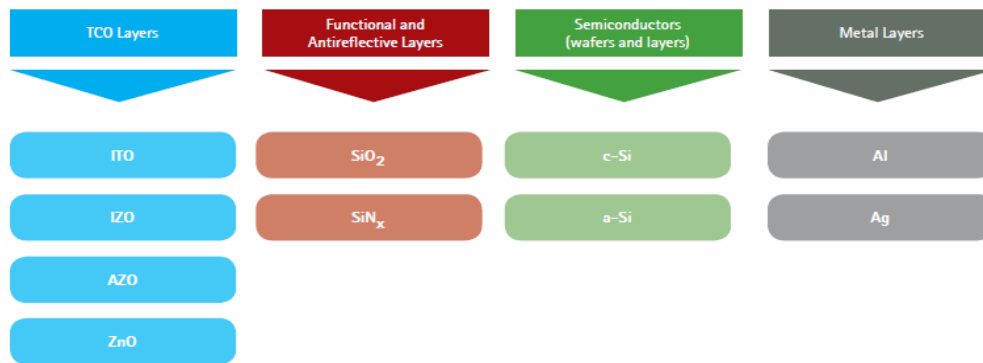 TCO Layers
Functional and
Antireflective Layers
Semiconductors
(wafers and layers)
Metal Layers
ITO
SiO₂
c-Si
Al
IZO
SiNₓ
a-Si
Ag
AZO
ZnO